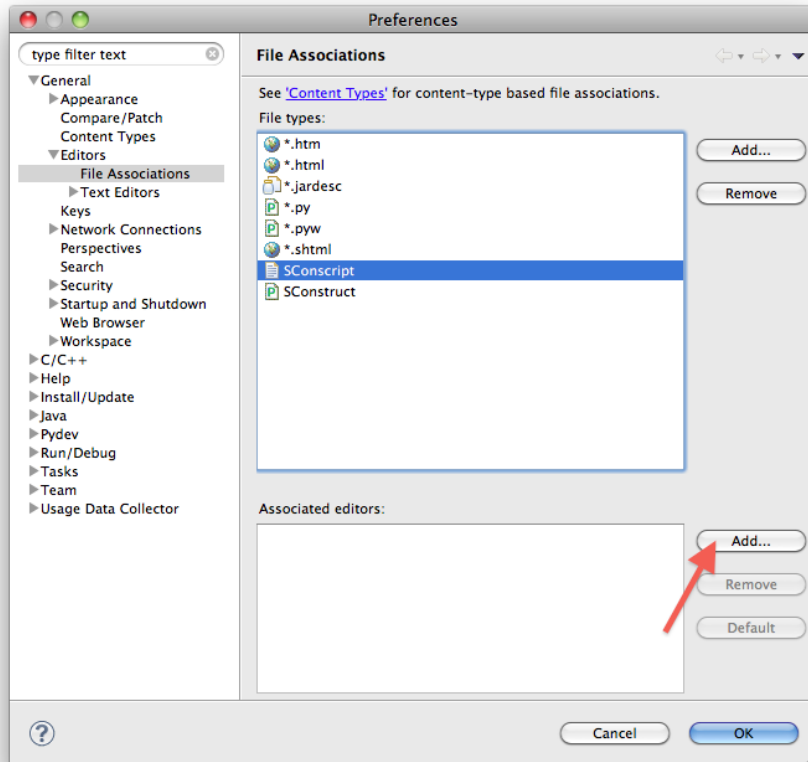 Preferences
type filter text
General
Appearance
Compare/Patch
Content Types
Editors
File Associations
Text Editors
Keys
Network Connections
Perspectives
Search
Security
Startup and Shutdown
Web Browser
Workspace
C/C++
Help
Install/Update
Java
Pydev
Run/Debug
Tasks
Team
Usage Data Collector
File Associations
See 'Content Types' for content-type based file associations.
File types:
*.htm
*.html
*.jardesc
*.py
*.pyw
*.shtml
SConscript
SConstruct
Add...
Remove
Associated editors:
Add...
Remove
Default
?
Cancel
OK